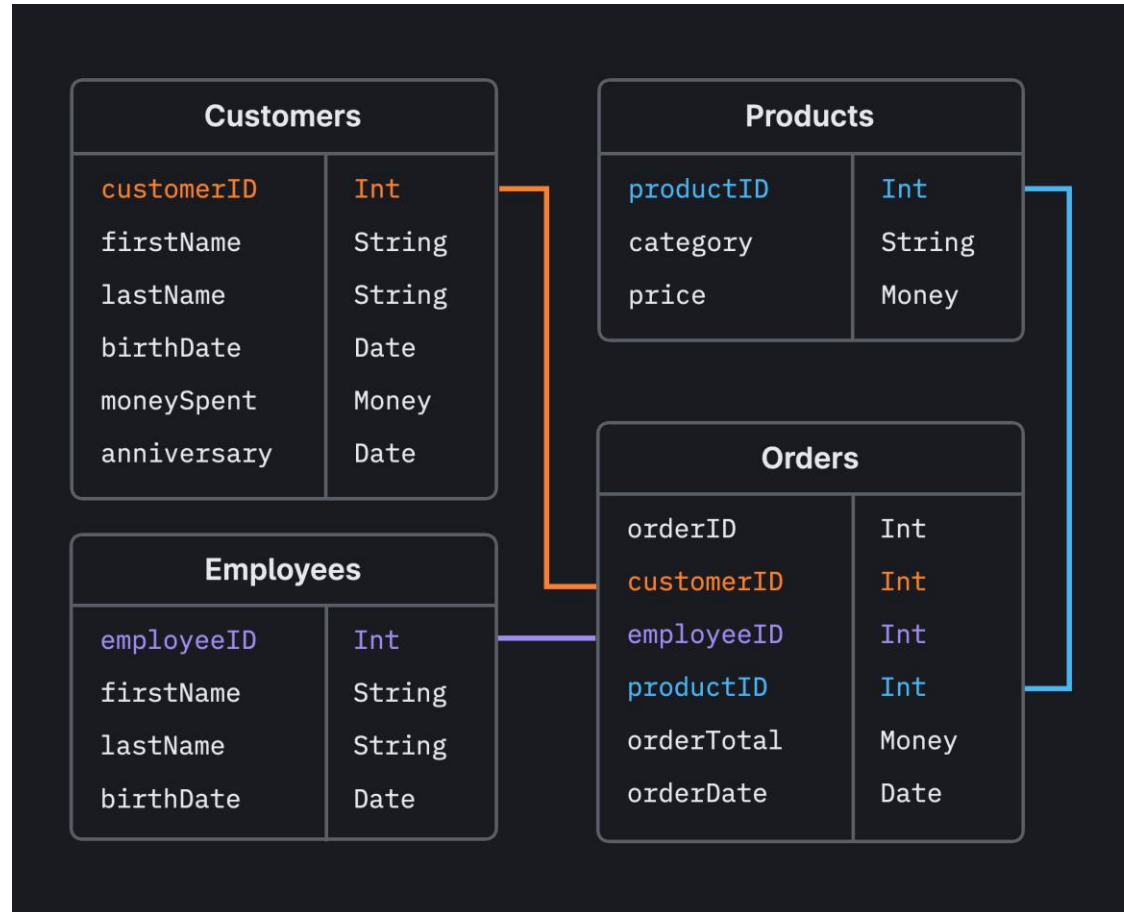 Customers
customerID Int
firstName String
lastName String
birthDate Date
moneySpent Money
anniversary Date
Products
productID Int
category String
price Money
Employees
employeeID Int
firstName String
lastName String
birthDate Date
Orders
orderID Int
customerID Int
employeeID Int
productID Int
orderTotal Money
orderDate Date